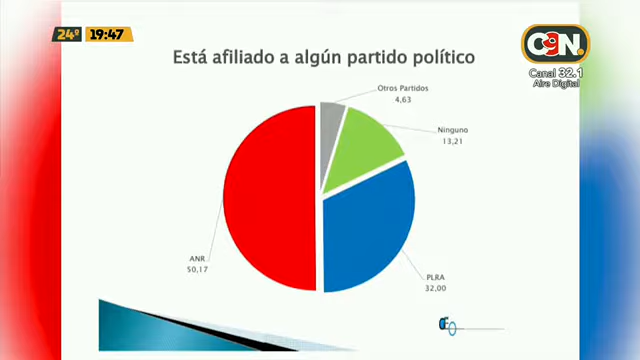 24º 19:47
C9N.
Canal 32.1
Aire Digital
Está afiliado a algún partido político
Otros Partidos
4,63
Ninguno
13,21
ANR
50,17
PLRA
32,00